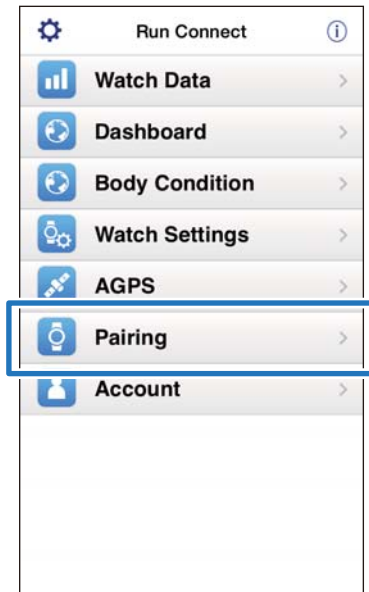 Run Connect
Watch Data
Dashboard
Body Condition
Watch Settings
AGPS
Pairing
Account